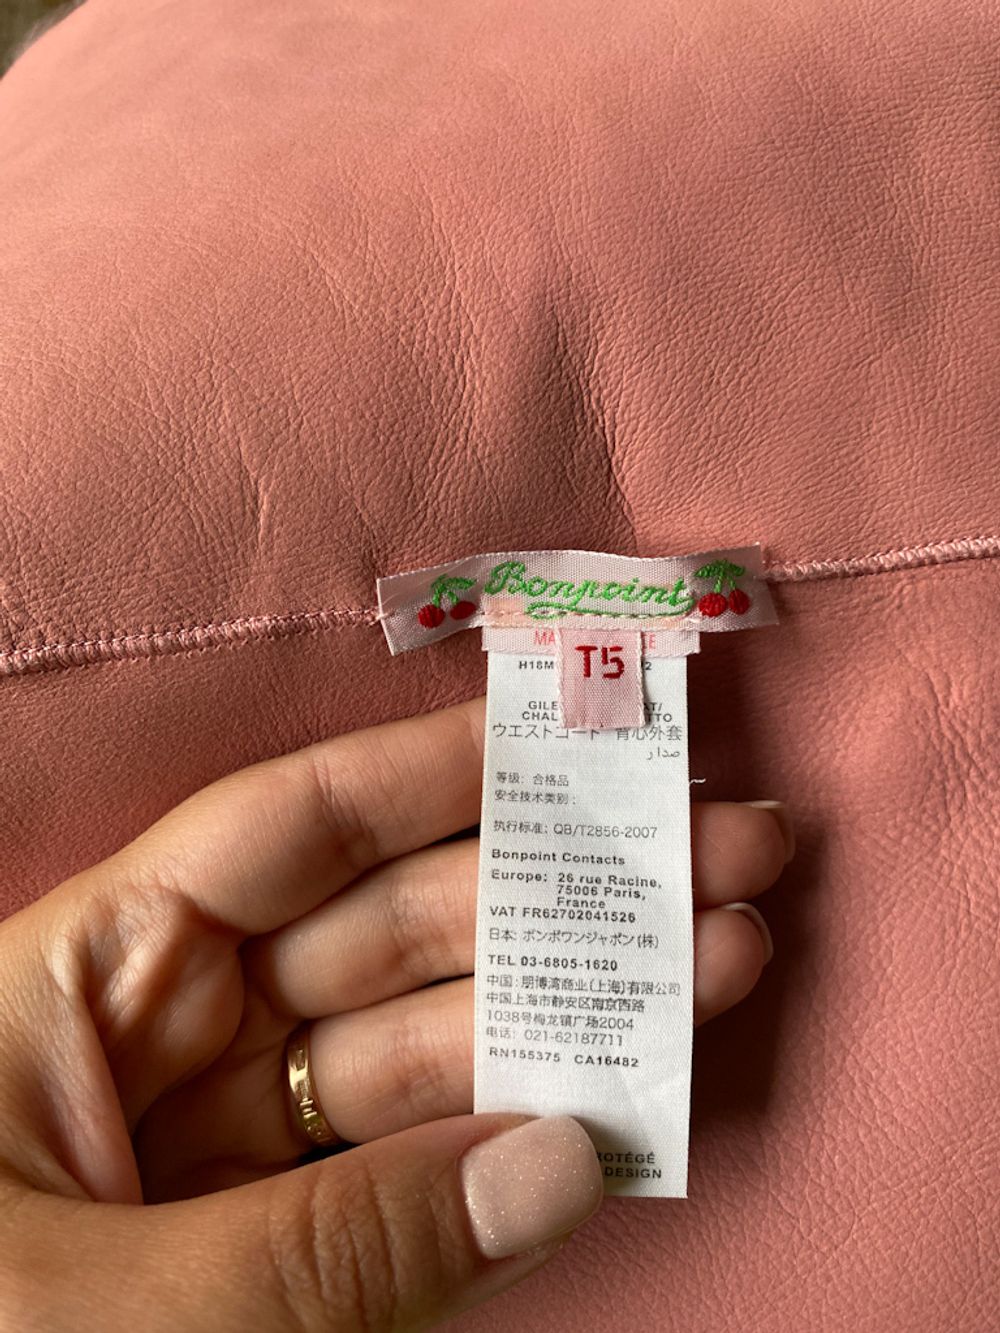 Bonpoint
T5
ウエストコート 背心外套
صدار
等级: 合格品
安全技术类别:
执行标准: QB/T2856-2007
Bonpoint Contacts
Europe: 26 rue Racine,
75006 Paris,
France
VAT FR62702041526
日本: ボンポワンジャポン(株)
TEL 03-6805-1620
中国: 朋博湾商业(上海)有限公司
中国上海市静安区南京西路
1038号梅龙镇广场2004
电话: 021-62187711
RN155375 CA16482
DESIGN